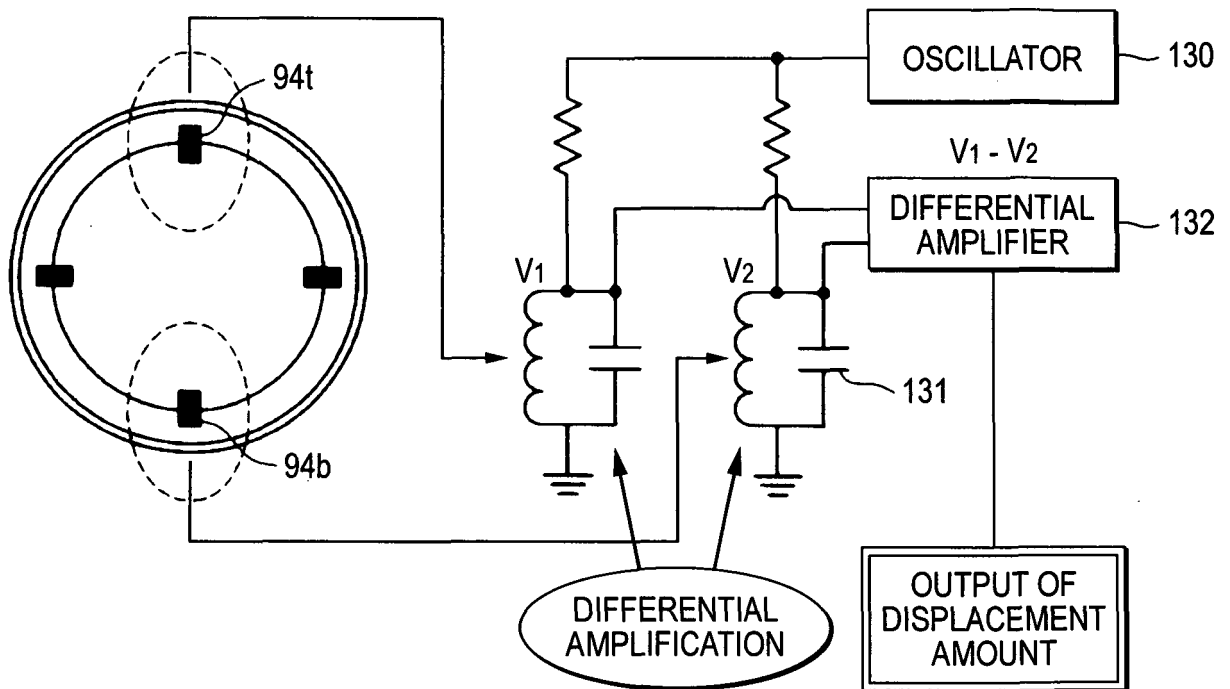 94t
OSCILLATOR
130
V1 - V2
DIFFERENTIAL
AMPLIFIER
132
V1
V2
131
94b
DIFFERENTIAL
AMPLIFICATION
OUTPUT OF
DISPLACEMENT
AMOUNT